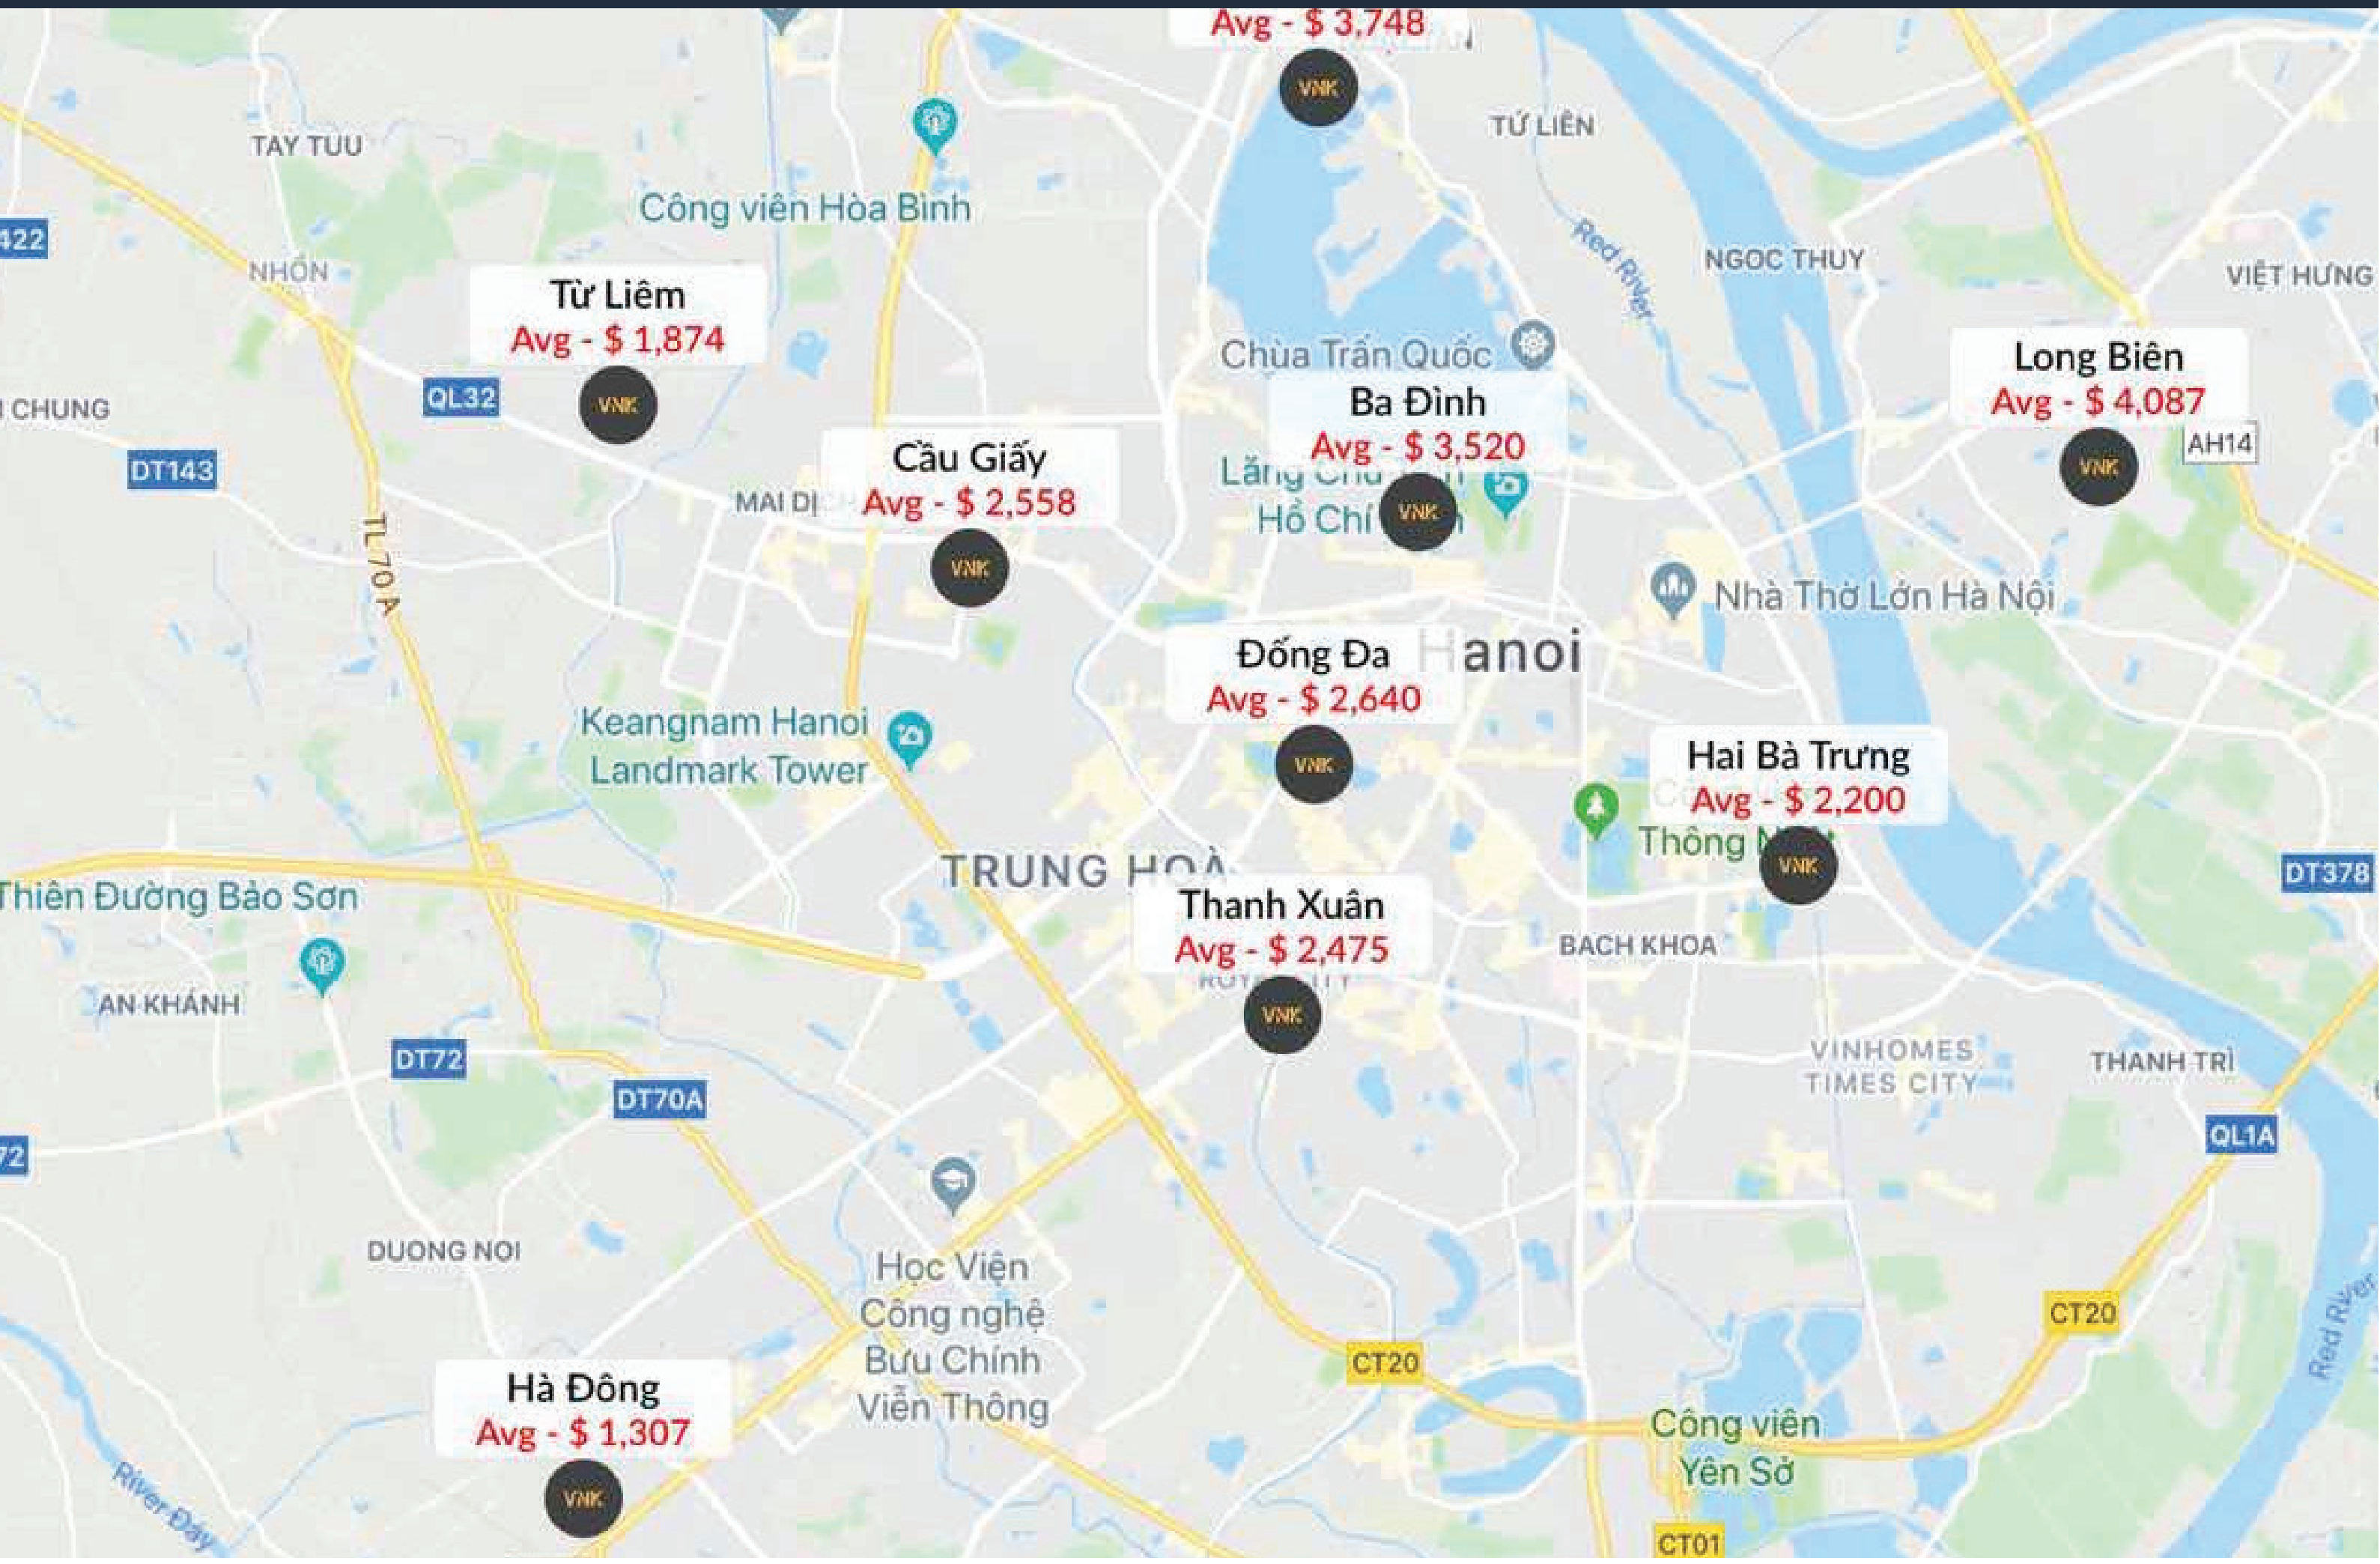 Avg - $ 3,748
VNK
TỨ LIÊN
TAY TUU
Công viên Hòa Bình
422
Red River
NGOC THUY
NHỔN
VIỆT HƯNG
Từ Liêm
Avg - $ 1,874
VNK
Chùa Trấn Quốc
Long Biên
Avg - $ 4,087
VNK
AH14
QL32
CHUNG
Ba Đình
Avg - $ 3,520
VNK
Lăng
Hồ Chí
DT143
Cầu Giấy
Avg - $ 2,558
VNK
MAI DỊ
TL70 A
Nhà Thờ Lớn Hà Nội
Hanoi
Đống Đa
Avg - $ 2,640
VNK
Keangnam Hanoi
Landmark Tower
Hai Bà Trưng
Avg - $ 2,200
VNK
Thông
TRUNG HOÀ
DT378
Thiên Đường Bảo Sơn
Thanh Xuân
Avg - $ 2,475
VNK
BACH KHOA
AN KHÁNH
DT72
DT70A
VINHOMES
TIMES CITY
THANH TRÌ
QL1A
72
DUONG NOI
Học Viện
Công nghệ
Bưu Chính
Viễn Thông
CT20
CT20
Red River
Hà Đông
Avg - $ 1,307
VNK
Công viên
Yên Sở
River Đáy
CT01